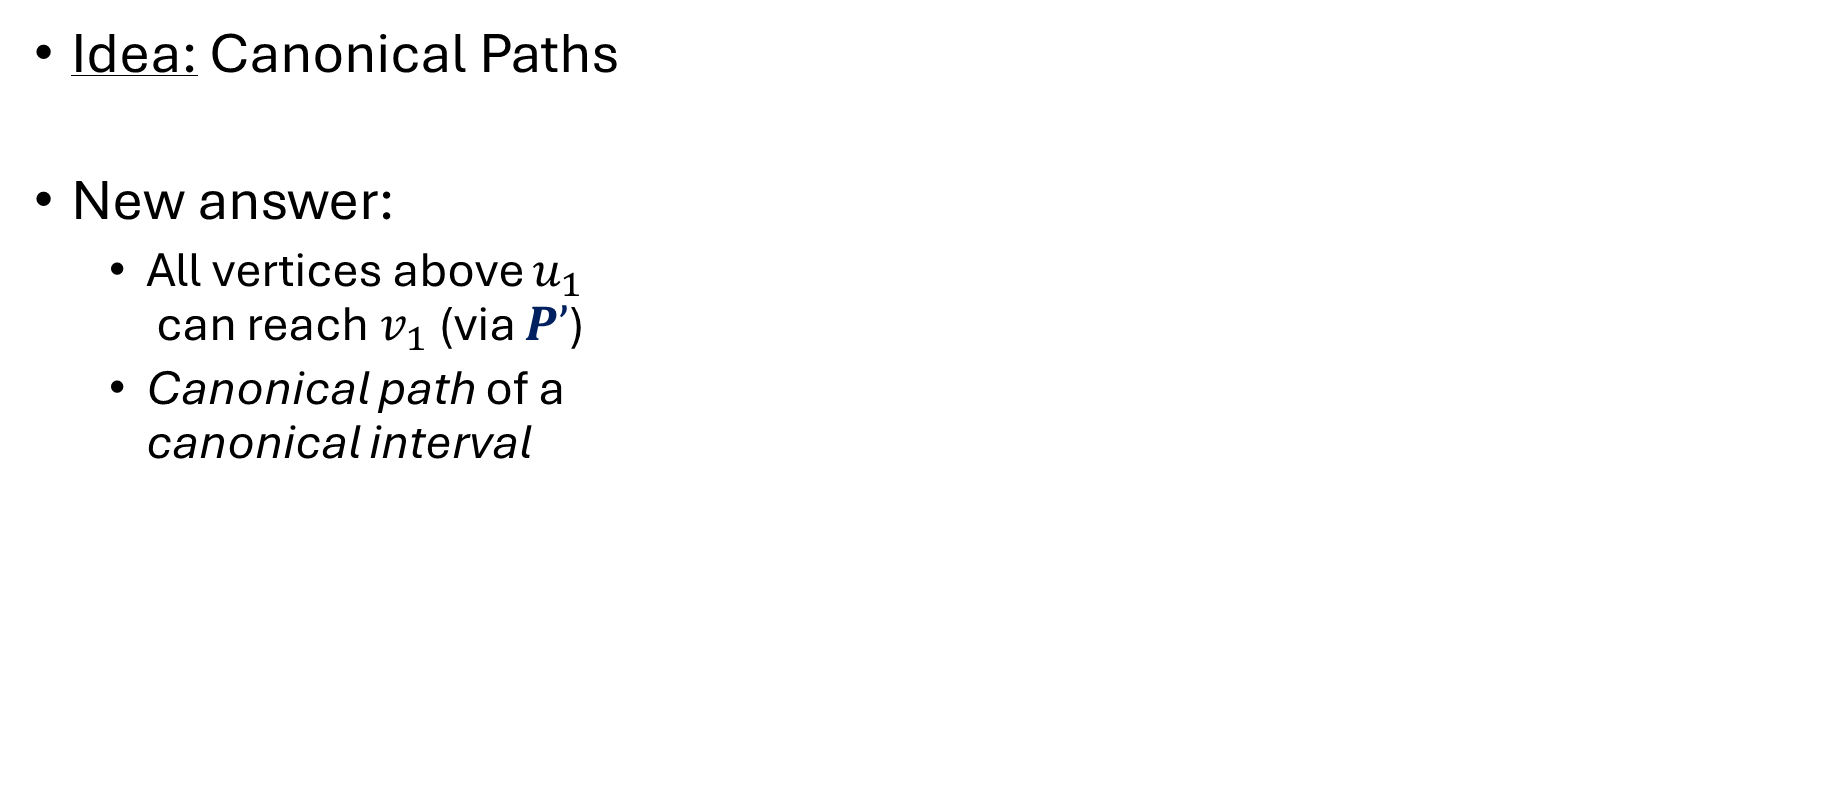 • Idea: Canonical Paths
• New answer:
• All vertices above u₁
can reach v₁ (via P’)
• Canonical path of a
canonical interval